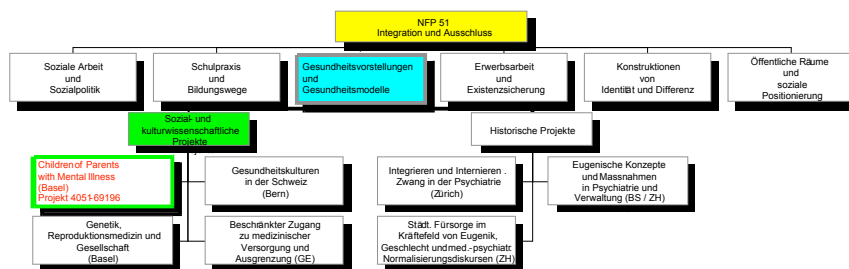 NFP 51
Integration und Ausschluss
Soziale Arbeit
und
Sozialpolitik
Schulpraxis
und
Bildungswege
Gesundheitsvorstellungen
und
Gesundheitsmodelle
Erwerbsarbeit
und
Existenzsicherung
Konstruktionen
von
Identität und Differenz
Öffentliche Räume
und
soziale
Positionierung
Sozial- und
kulturwissenschaftliche
Projekte
Historische Projekte
Children of Parents
with Mental Illness
(Basel)
Projekt 4051-69196
Gesundheitskulturen
in der Schweiz
(Bern)
Integrieren und Internieren .
Zwang in der Psychiatrie
(Zürich)
Eugenische Konzepte
und Massnahmen
in Psychiatrie und
Verwaltung (BS / ZH)
Genetik,
Reproduktionsmedizin und
Gesellschaft
(Basel)
Beschränkter Zugang
zu medizinischer
Versorgung und
Ausgrenzung (GE)
Städt. Fürsorge im
Kräftefeld von Eugenik,
Geschlecht und med.-psychiatr.
Normalisierungsdiskursen (ZH)